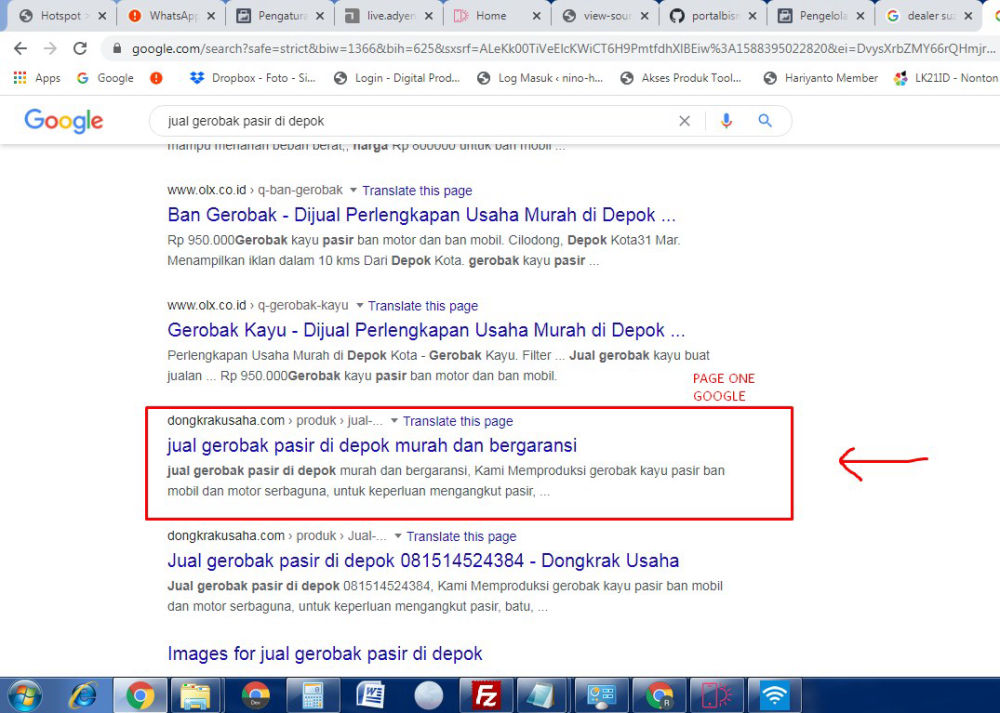 Hotspot >
WhatsApp
Pengatura
live.adyen
Home
view-sour
portalbisn
Pengelola
dealer suz
google.com/search?safe=strict&biw=1366&bih=625&sxsrf=ALeKk00TiVeElcKWiCT6H9PmtfdhXlBEiw%3A1588395022820&ei=DvysXrbZMY66rQHmjr...
Apps
Google
Dropbox - Foto - Si...
Login - Digital Prod...
Log Masuk ‹ nino-h...
Akses Produk Tool...
Hariyanto Member
LK21ID - Nonton
Google
jual gerobak pasir di depok
mampu menahan beban berat,, harga Rp 800000 untuk ban mobil ...
www.olx.co.id › q-ban-gerobak ▼ Translate this page
Ban Gerobak - Dijual Perlengkapan Usaha Murah di Depok ...
Rp 950.000Gerobak kayu pasir ban motor dan ban mobil. Cilodong, Depok Kota31 Mar.
Menampilkan iklan dalam 10 kms Dari Depok Kota. gerobak kayu pasir ...
www.olx.co.id › q-gerobak-kayu ▼ Translate this page
Gerobak Kayu - Dijual Perlengkapan Usaha Murah di Depok ...
Perlengkapan Usaha Murah di Depok Kota - Gerobak Kayu. Filter ... Jual gerobak kayu buat
jualan ... Rp 950.000Gerobak kayu pasir ban motor dan ban mobil.
PAGE ONE
GOOGLE
dongkrakusaha.com › produk › jual-... ▼ Translate this page
jual gerobak pasir di depok murah dan bergaransi
jual gerobak pasir di depok murah dan bergaransi, Kami Memproduksi gerobak kayu pasir ban
mobil dan motor serbaguna, untuk keperluan mengangkut pasir, ...
dongkrakusaha.com › produk › Jual-... ▼ Translate this page
Jual gerobak pasir di depok 081514524384 - Dongkrak Usaha
Jual gerobak pasir di depok 081514524384, Kami Memproduksi gerobak kayu pasir ban mobil
dan motor serbaguna, untuk keperluan mengangkut pasir, batu, ...
Images for jual gerobak pasir di depok